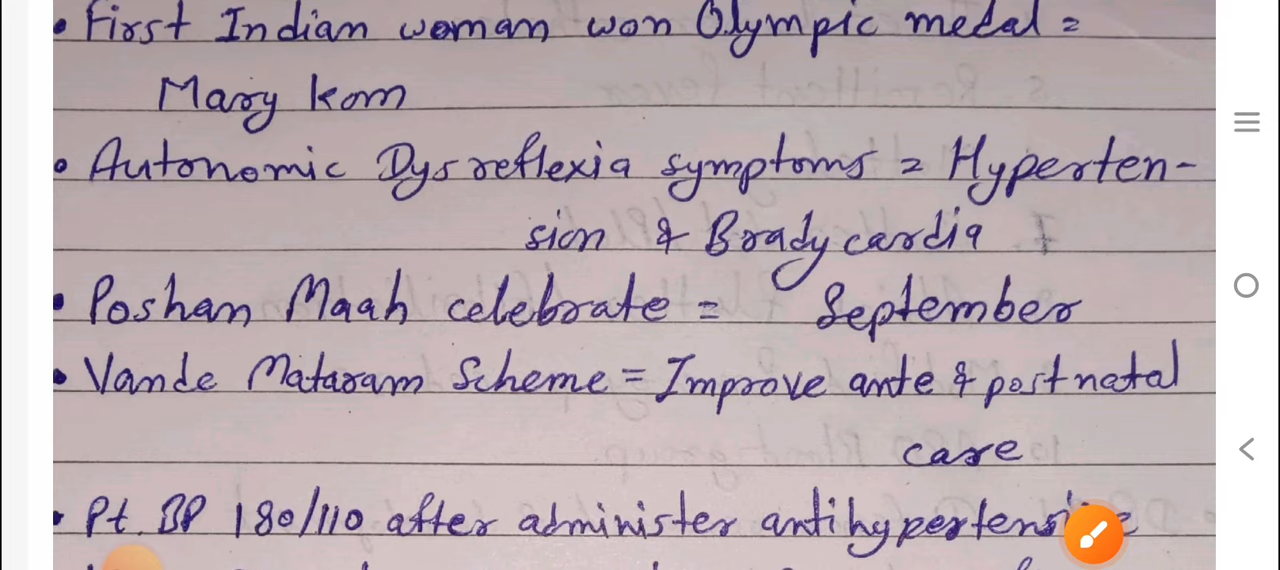 • First Indian woman won Olympic medal =
Mary kom
• Autonomic Dysreflexia symptoms = Hyperten-
sion & Bradycardia
• Poshan Maah celebrate = September
• Vande Mataram Scheme = Improve ante & postnatal
care
• Pt. BP 180/110 after administer antihypertensive